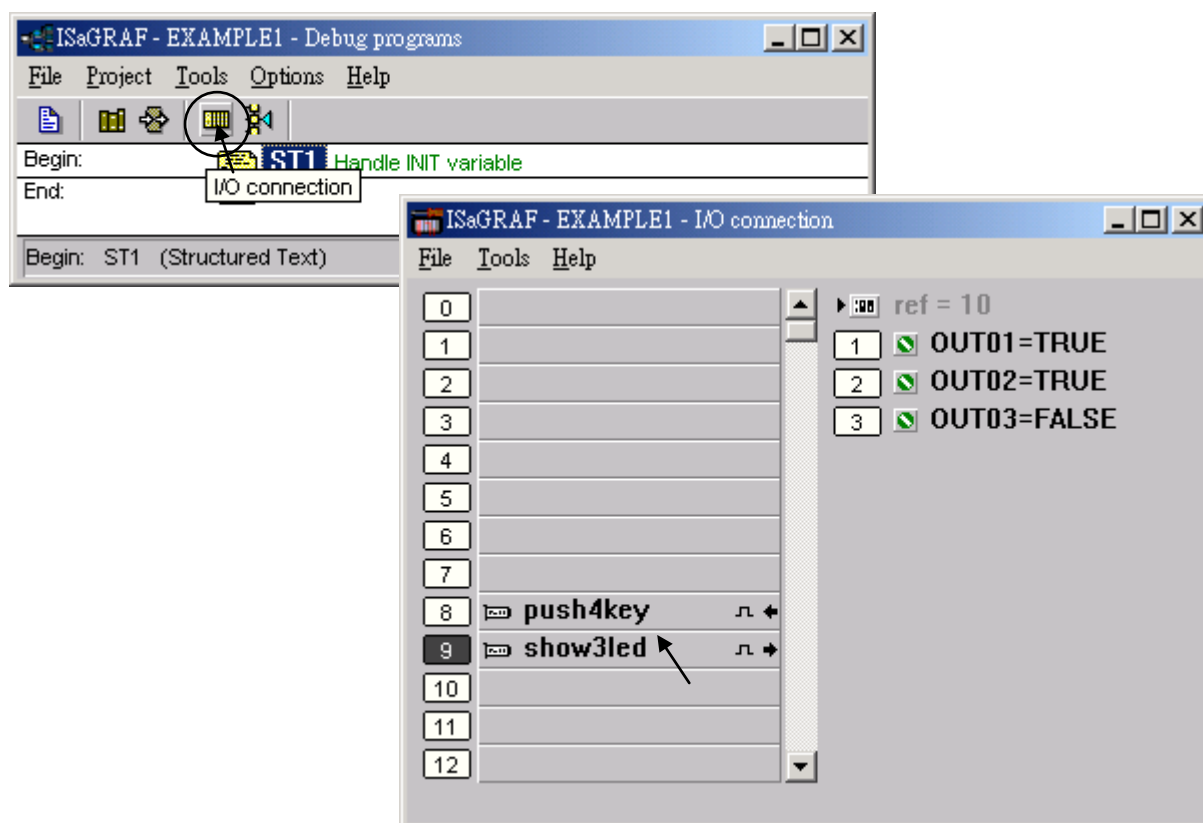 ISaGRAF - EXAMPLE1 - Debug programs
File Project Tools Options Help
Begin: ST1 Handle INIT variable
End:
I/O connection
Begin: ST1 (Structured Text)
ISaGRAF - EXAMPLE1 - I/O connection
File Tools Help
0
1
2
3
4
5
6
7
8 push4key
9 show3led
10
11
12
ref = 10
1 OUT01=TRUE
2 OUT02=TRUE
3 OUT03=FALSE